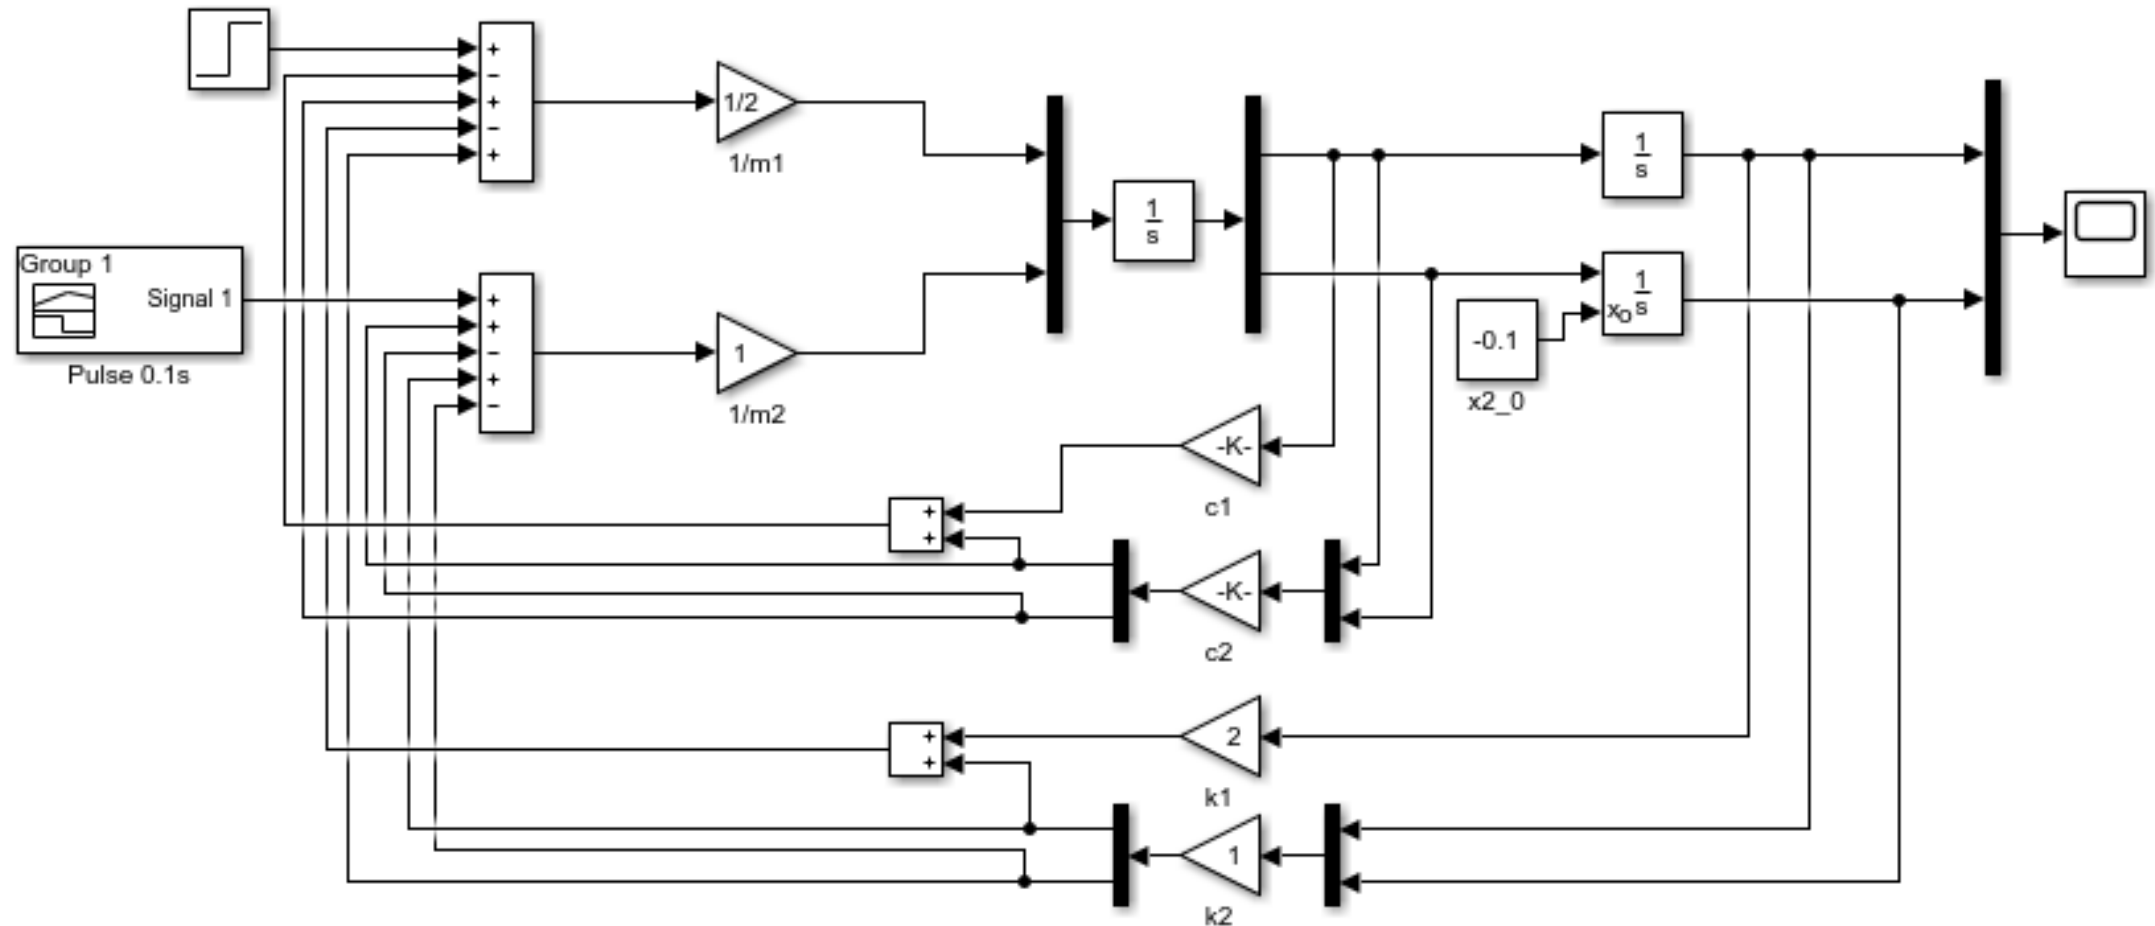 +
−
+
−
+
1/2
1/m1
1
s
1
s
1
s
x₀
-0.1
x2_0
Group 1
Signal 1
Pulse 0.1s
+
+
−
+
−
1
1/m2
-K-
c1
+
+
-K-
c2
2
k1
+
+
1
k2